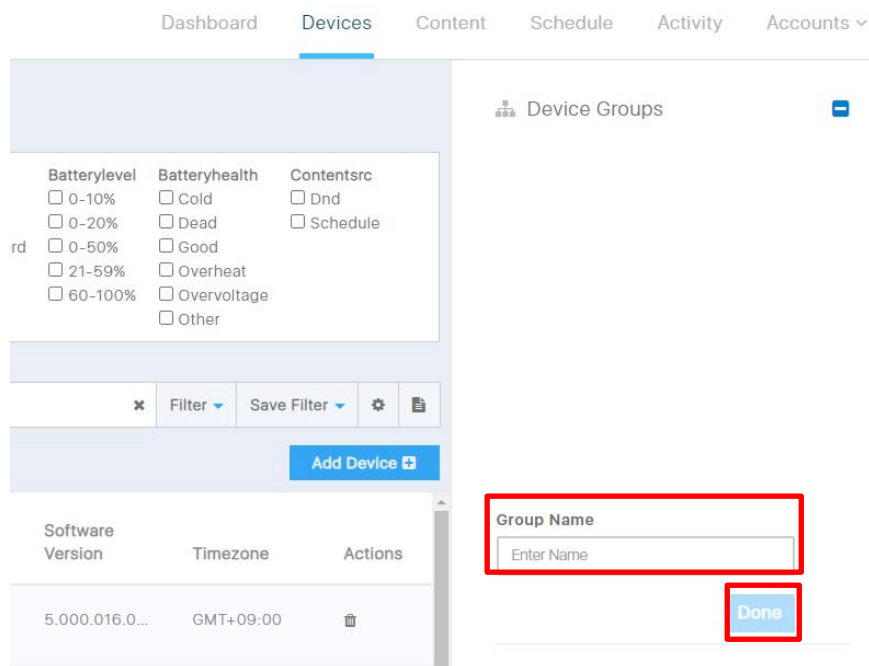 Dashboard Devices Content Schedule Activity Accounts
Device Groups
Batterylevel Batteryhealth Contentsrc
0-10% Cold Dnd
0-20% Dead Schedule
rd 0-50% Good
21-59% Overheat
60-100% Overvoltage
Other
Filter Save Filter
Add Device
Software
Version Timezone Actions
5.000.016.0... GMT+09:00
Group Name
Enter Name
Done